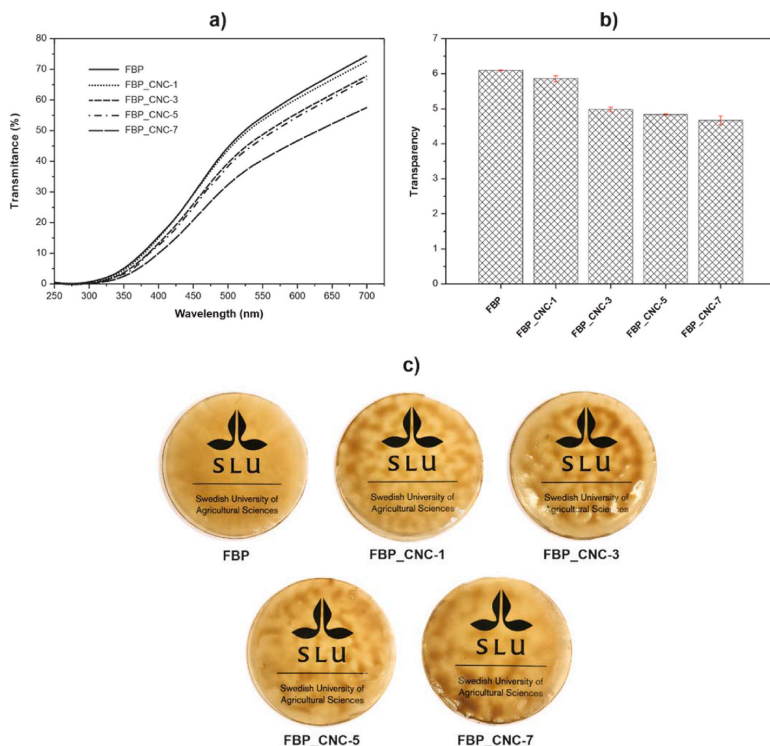 a)
80
70
60
50
40
30
20
10
0
Transmitance (%)
FBP
FBP_CNC-1
FBP_CNC-3
FBP_CNC-5
FBP_CNC-7
250 300 350 400 450 500 550 600 650 700
Wavelength (nm)
b)
7
6
5
4
3
2
1
0
Transparency
FBP
FBP_CNC-1
FBP_CNC-3
FBP_CNC-5
FBP_CNC-7
c)
SLU
Swedish University of
Agricultural Sciences
FBP
SLU
Swedish University of
Agricultural Sciences
FBP_CNC-1
SLU
Swedish University of
Agricultural Sciences
FBP_CNC-3
SLU
Swedish University of
Agricultural Sciences
FBP_CNC-5
SLU
Swedish University of
Agricultural Sciences
FBP_CNC-7